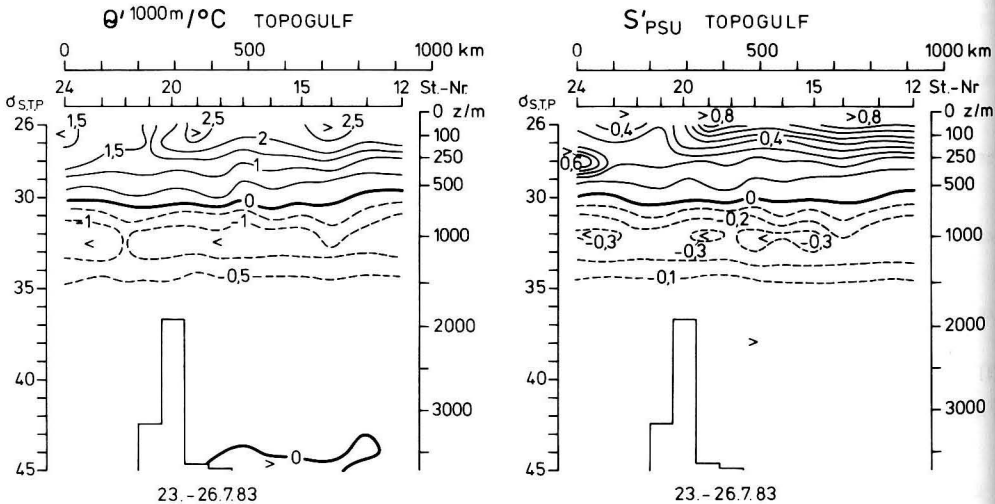 Θ' 1000m/°C TOPOGULF
0 500 1000 km
24 20 15 12 St.-Nr
σS,T,P
0 z/m
26 100
250
30 500
1000
35
2000
40
3000
45
< 1,5 2,5 > 2,5 >
1,5 2
1
0
-1 -1
< <
-0,5
> 0
23.-26.7.83
S'PSU TOPOGULF
0 500 1000 km
24 20 15 12 St.-Nr
σS,T,P
0 z/m
26 100
250
30 500
1000
35
2000
40
3000
45
> >0,8 >0,8
0,4 0,4
>
0,6
0
-0,2
< -0,3 < -0,3 < -0,3
-0,1
>
23.-26.7.83